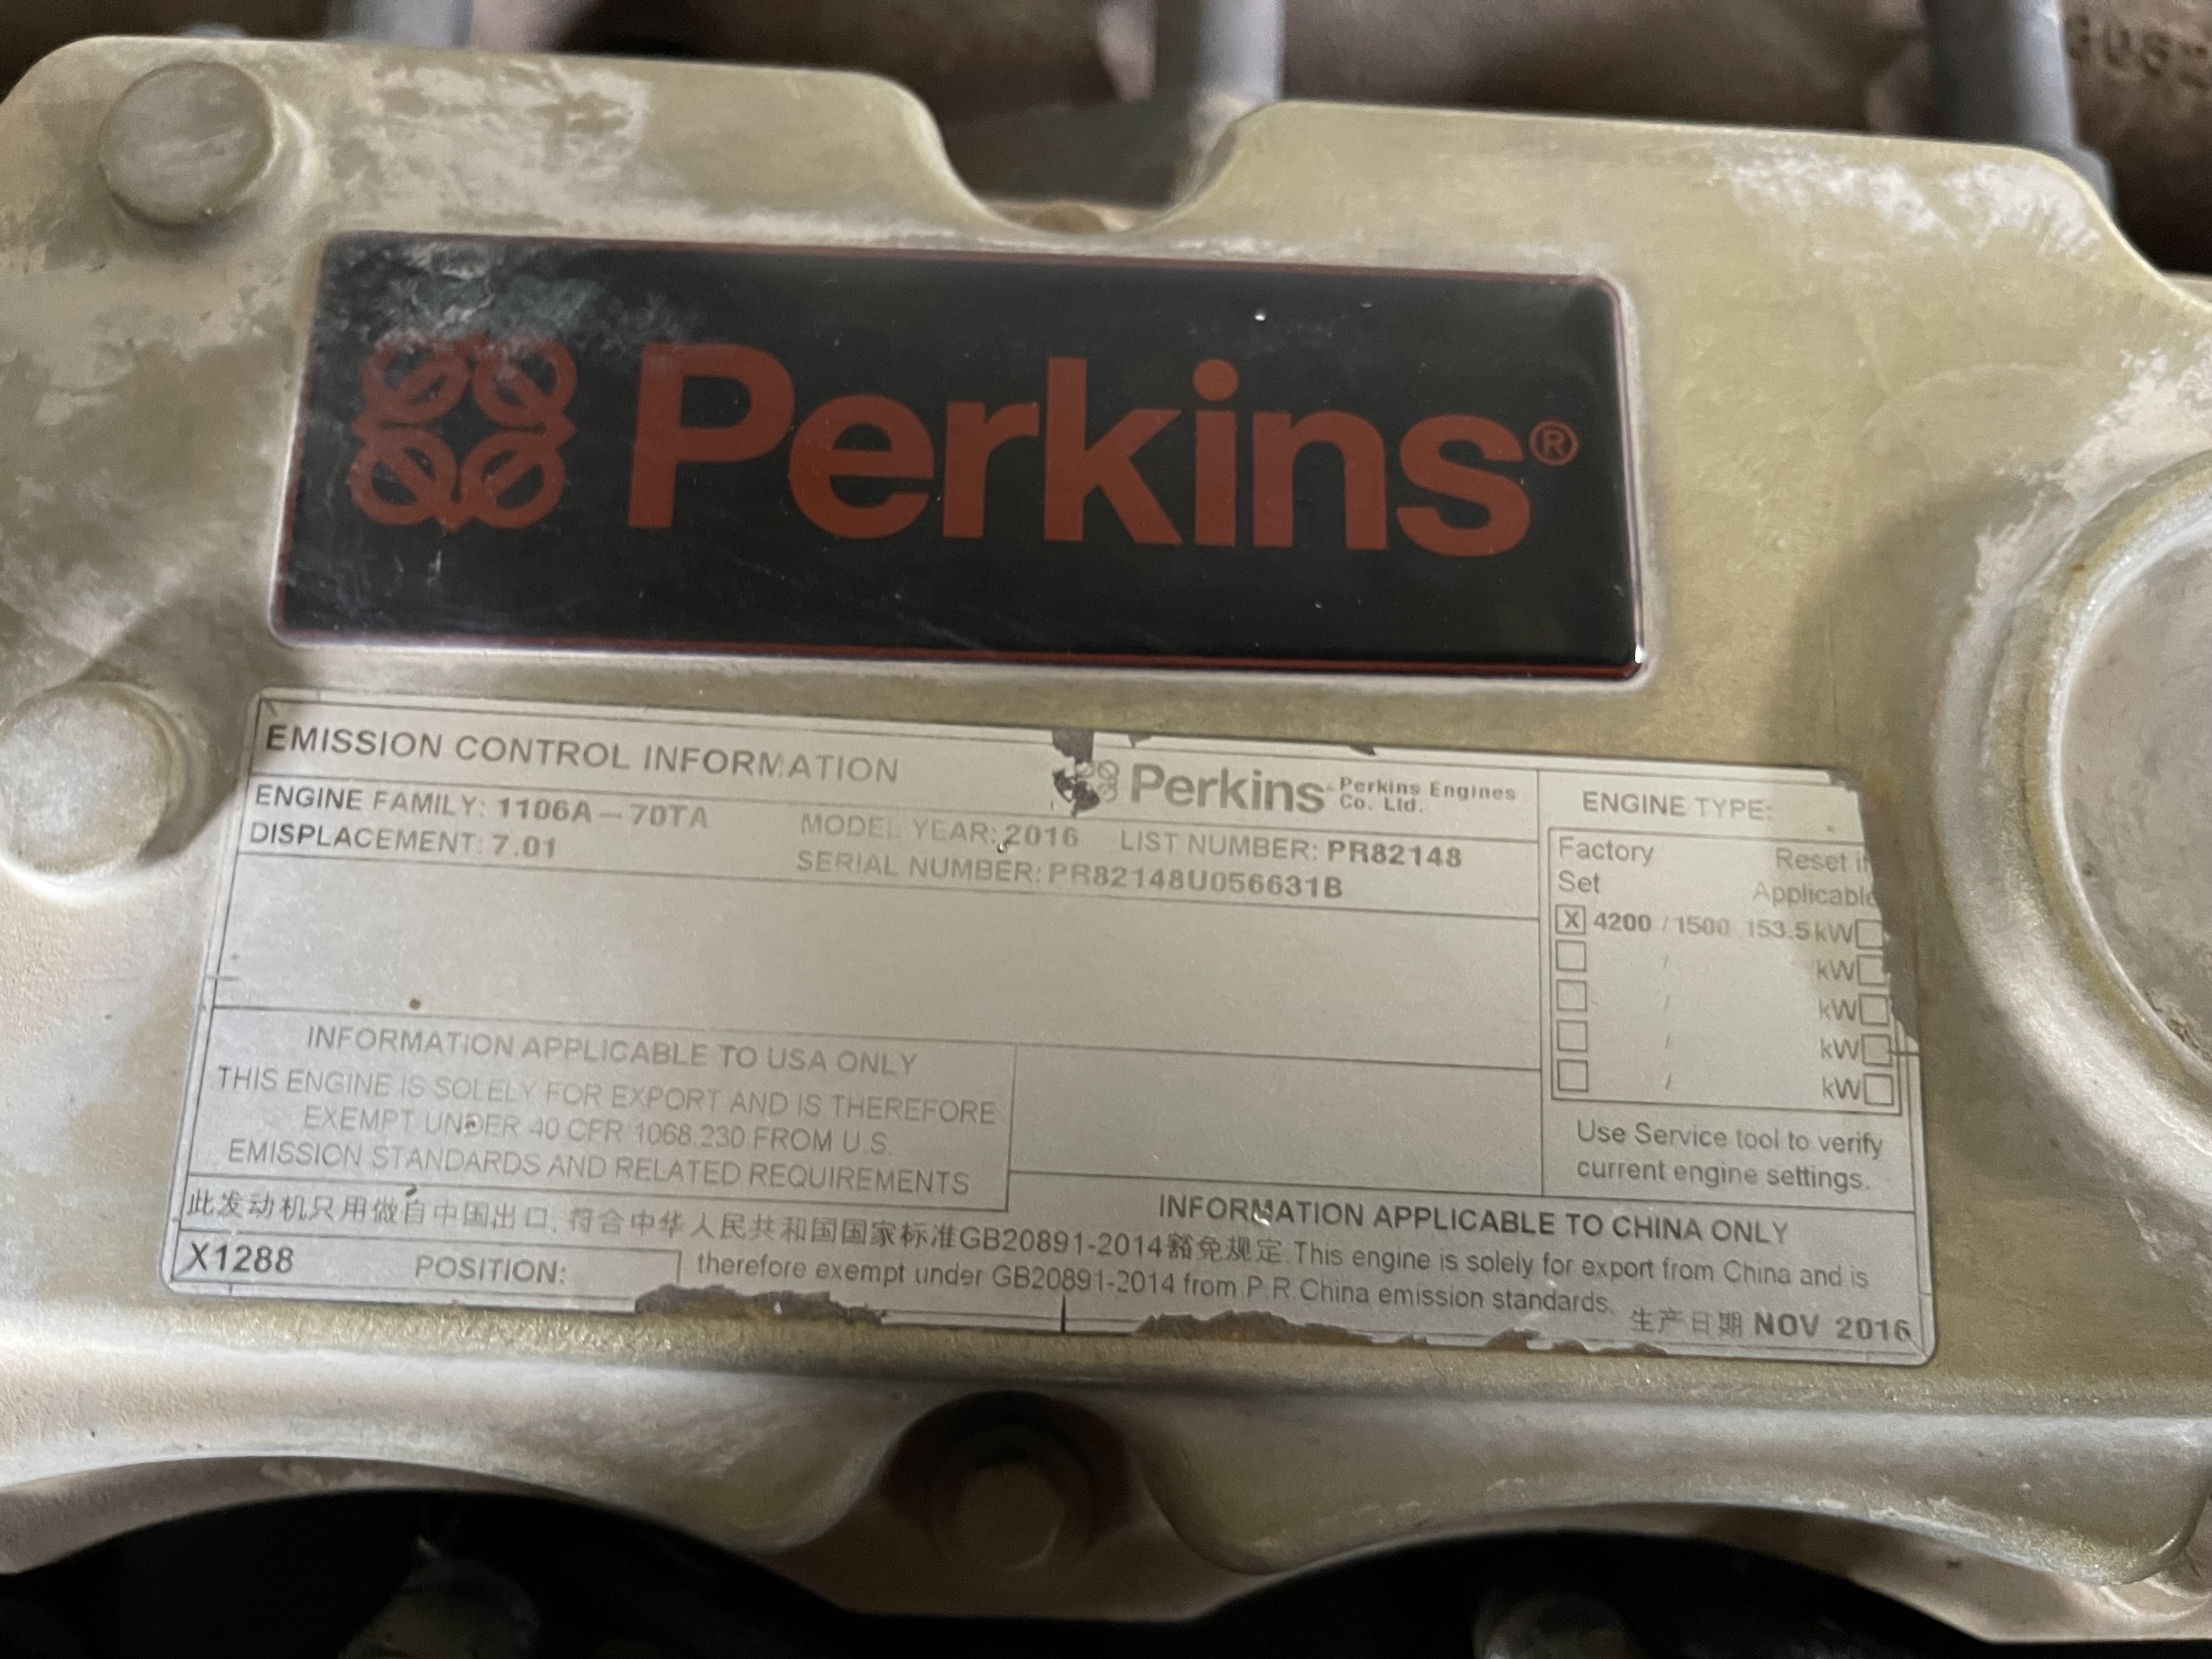 Perkins®
EMISSION CONTROL INFORMATION
Perkins Perkins Engines Co. Ltd.
ENGINE FAMILY: 1106A-70TA
MODEL YEAR: 2016
LIST NUMBER: PR82148
DISPLACEMENT: 7.01
SERIAL NUMBER: PR82148U056631B
ENGINE TYPE:
Factory Set
Reset if Applicable
X 4200 / 1500 153.5 kW
/ kW
/ kW
/ kW
/ kW
Use Service tool to verify
current engine settings.
INFORMATION APPLICABLE TO USA ONLY
THIS ENGINE IS SOLELY FOR EXPORT AND IS THEREFORE
EXEMPT UNDER 40 CFR 1068.230 FROM U.S.
EMISSION STANDARDS AND RELATED REQUIREMENTS
INFORMATION APPLICABLE TO CHINA ONLY
此发动机只用做自中国出口, 符合中华人民共和国国家标准GB20891-2014豁免规定.This engine is solely for export from China and is
therefore exempt under GB20891-2014 from P.R.China emission standards.
X1288
POSITION:
生产日期 NOV 2016